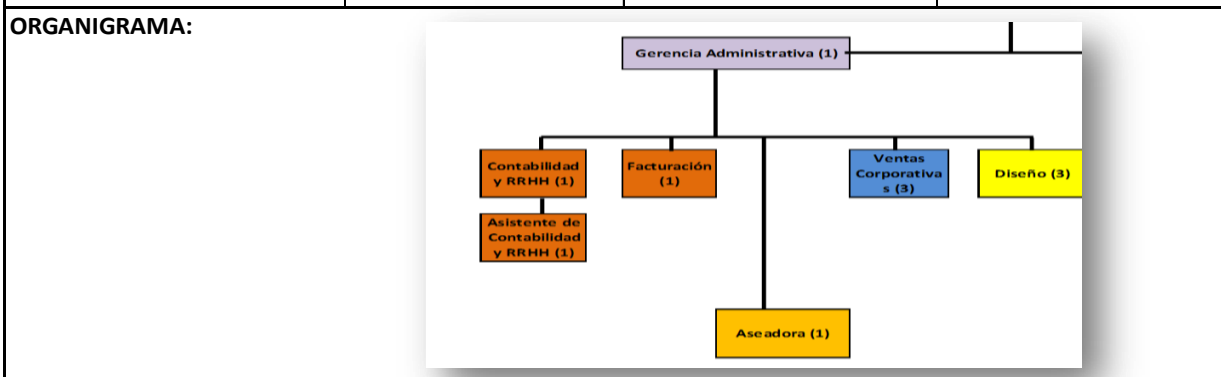 ORGANIGRAMA:
Gerencia Administrativa (1)
Contabilidad
y RRHH (1)
Facturación
(1)
Ventas
Corporativa
s (3)
Diseño (3)
Asistente de
Contabilidad
y RRHH (1)
Aseadora (1)